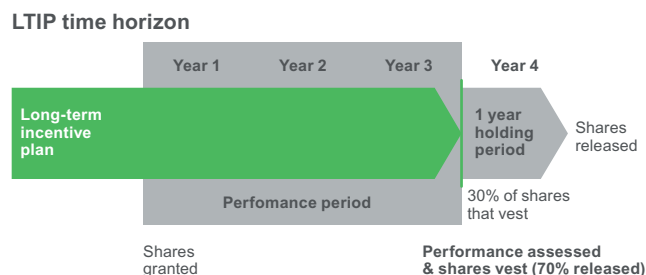 LTIP time horizon
Year 1
Year 2
Year 3
Year 4
Long-term
incentive
plan
1 year
holding
period
Shares
released
Perfomance period
30% of shares
that vest
Shares
granted
Performance assessed
& shares vest (70% released)